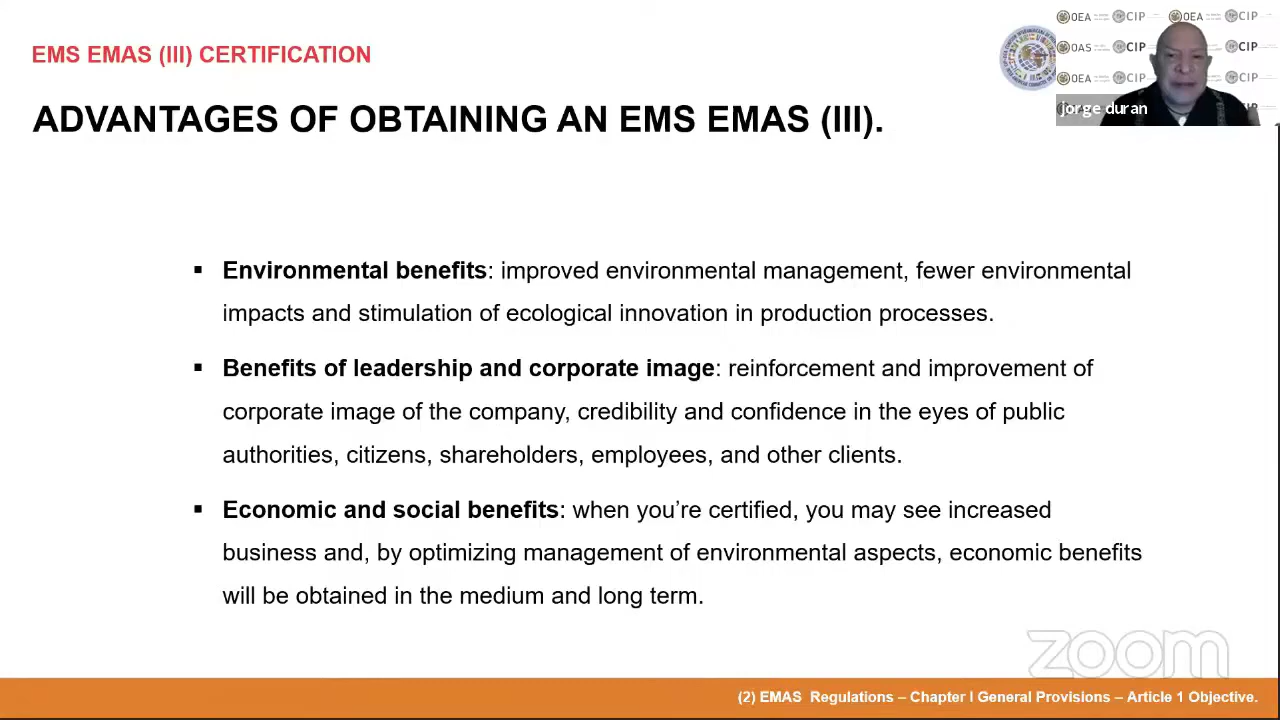 EMS EMAS (III) CERTIFICATION
ADVANTAGES OF OBTAINING AN EMS EMAS (III).
OEA CIP OEA CIP
OAS CIP CIP
OEA CIP CIP
jorge duran
▪ Environmental benefits: improved environmental management, fewer environmental
impacts and stimulation of ecological innovation in production processes.
▪ Benefits of leadership and corporate image: reinforcement and improvement of
corporate image of the company, credibility and confidence in the eyes of public
authorities, citizens, shareholders, employees, and other clients.
▪ Economic and social benefits: when you’re certified, you may see increased
business and, by optimizing management of environmental aspects, economic benefits
will be obtained in the medium and long term.
zoom
(2) EMAS Regulations – Chapter I General Provisions – Article 1 Objective.